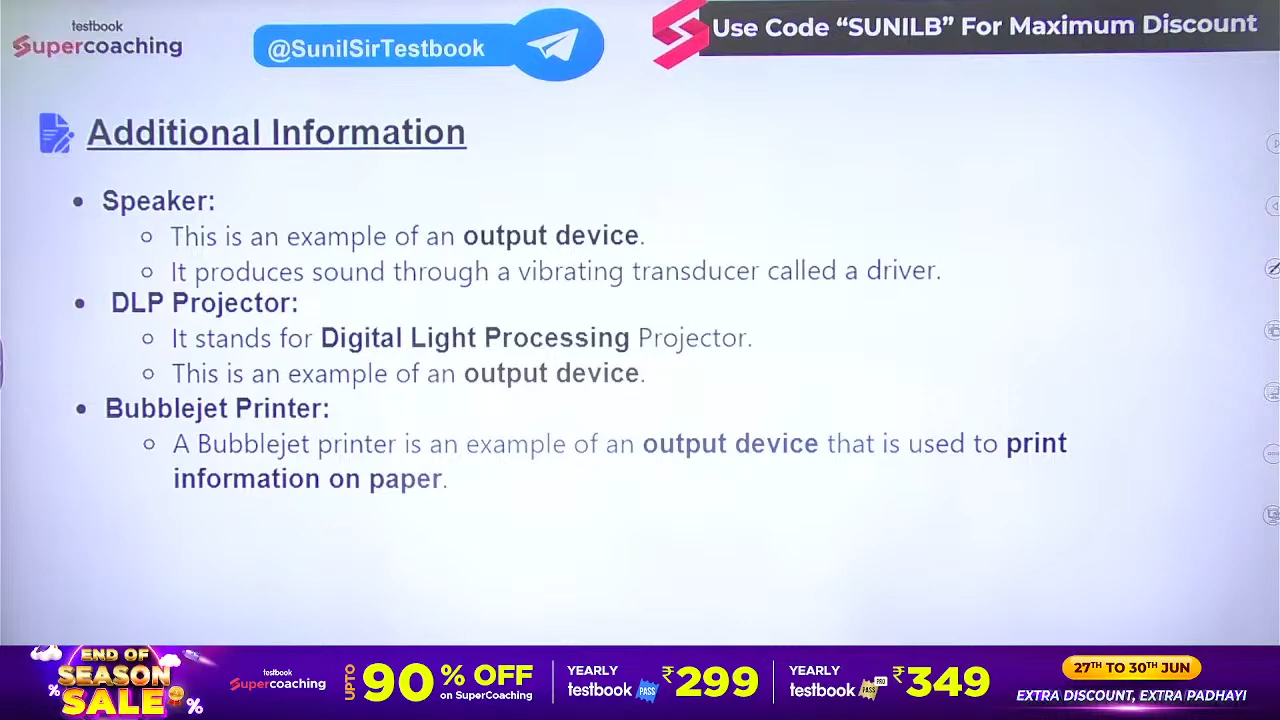 testbook
Supercoaching
@SunilSirTestbook
Use Code “SUNILB” For Maximum Discount
Additional Information
• Speaker:
○ This is an example of an output device.
○ It produces sound through a vibrating transducer called a driver.
• DLP Projector:
○ It stands for Digital Light Processing Projector.
○ This is an example of an output device.
• Bubblejet Printer:
○ A Bubblejet printer is an example of an output device that is used to print
information on paper.
END OF
SEASON
SALE
%
%
testbook
Supercoaching
UPTO
90% OFF
on SuperCoaching
YEARLY
testbook PASS
₹299
YEARLY
testbook PASS PRO
₹349
27TH TO 30TH JUN
EXTRA DISCOUNT, EXTRA PADHAYI